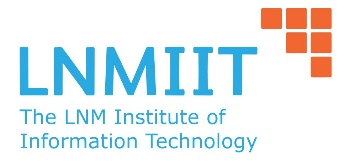 LNMIIT
The LNM Institute of
Information Technology